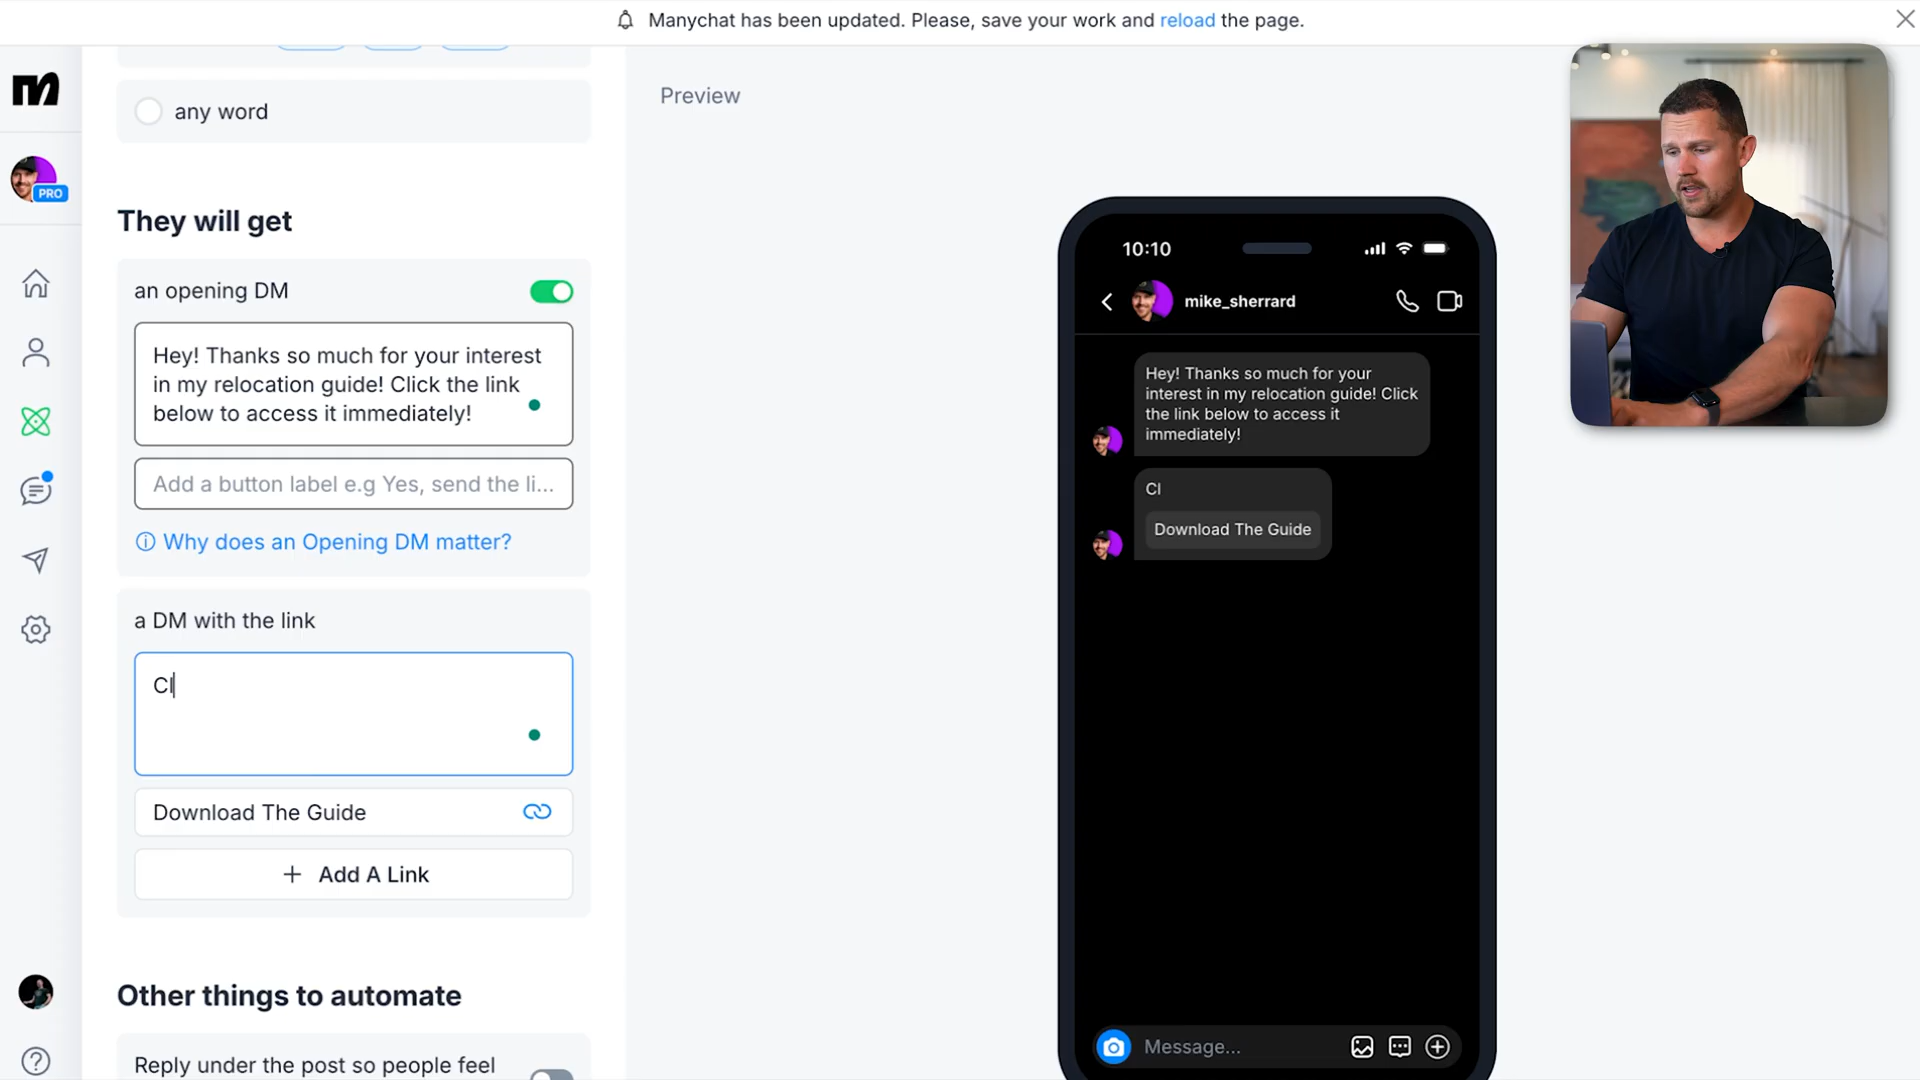 Manychat has been updated. Please, save your work and reload the page.
any word
PRO
They will get
an opening DM
Hey! Thanks so much for your interest
in my relocation guide! Click the link
below to access it immediately!
Add a button label e.g Yes, send the li...
Why does an Opening DM matter?
a DM with the link
Cl
Download The Guide
+ Add A Link
Other things to automate
Reply under the post so people feel
Preview
10:10
mike_sherrard
Hey! Thanks so much for your
interest in my relocation guide! Click
the link below to access it
immediately!
Cl
Download The Guide
Message...